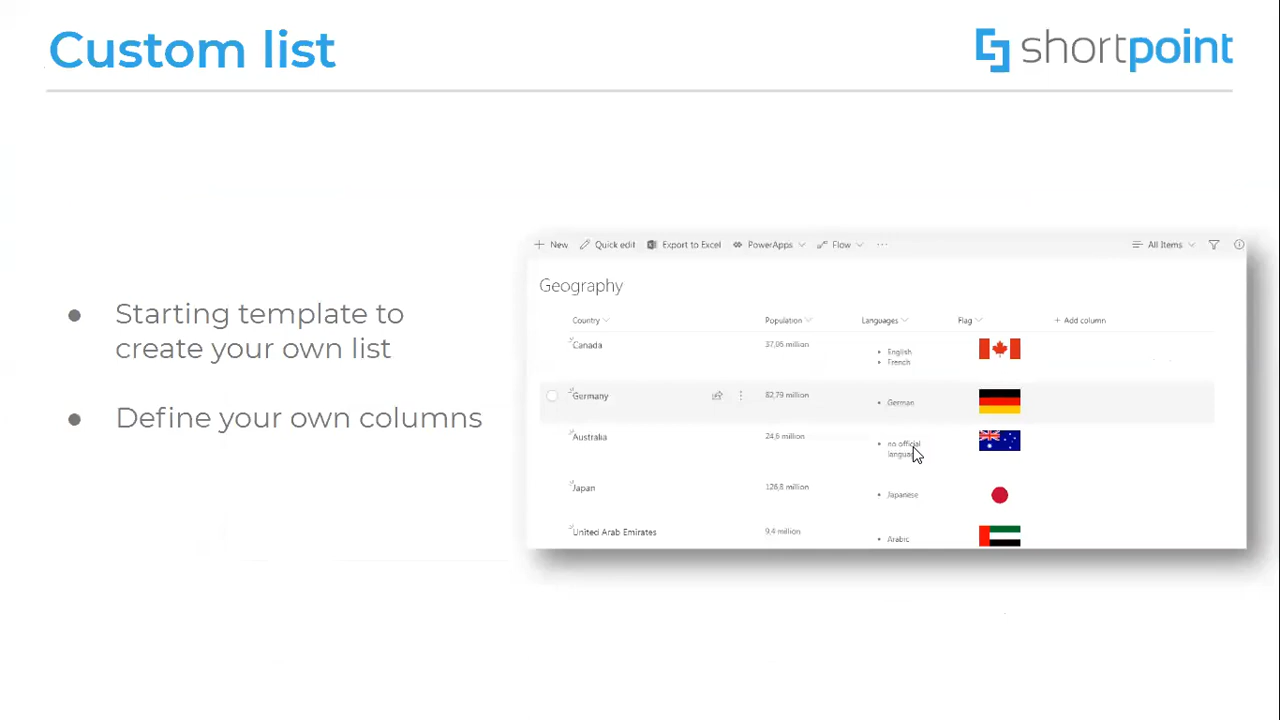 Custom list
shortpoint
● Starting template to
create your own list
● Define your own columns
+ New Quick edit Export to Excel PowerApps Flow ··· All Items
Geography
Country Population Languages Flag + Add column
Canada 37,06 million • English
• French
Germany 82,79 million • German
Australia 24,6 million • no official
Japan 126,8 million • Japanese
United Arab Emirates 9,4 million • Arabic